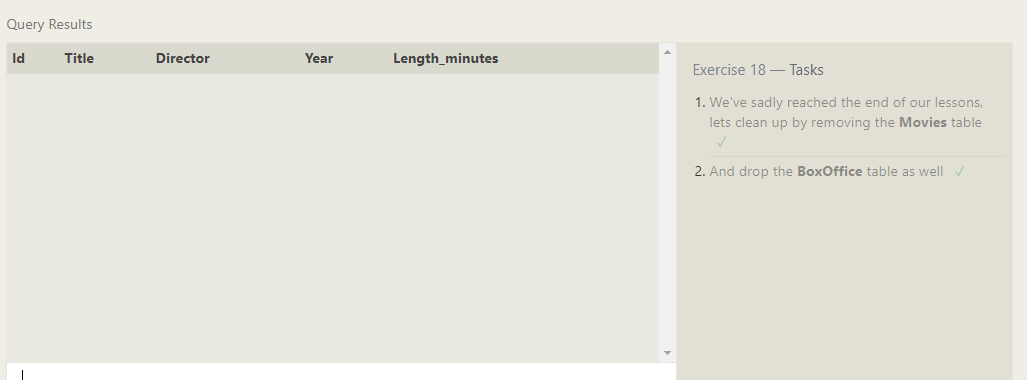 Query Results
Id Title Director Year Length_minutes
Exercise 18 — Tasks
1. We've sadly reached the end of our lessons,
lets clean up by removing the Movies table
✓
2. And drop the BoxOffice table as well ✓